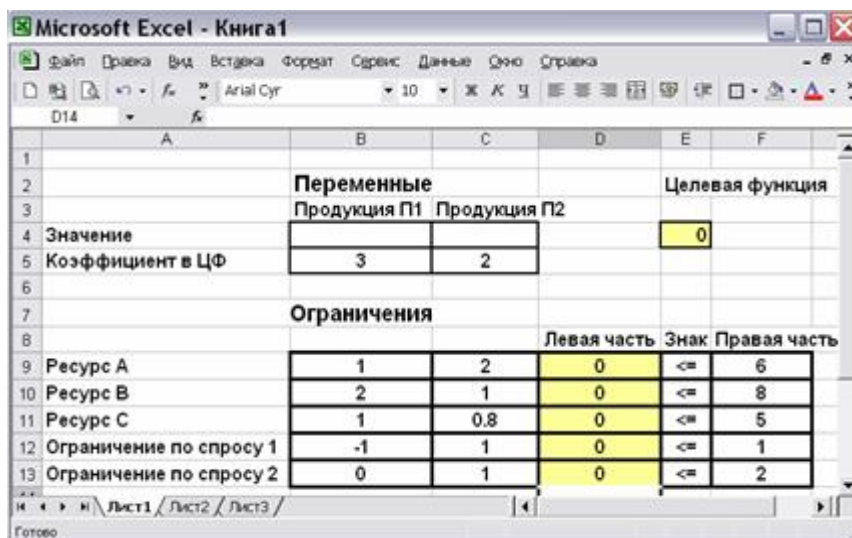 Microsoft Excel - Книга1
Файл Правка Вид Вставка Формат Сервис Данные Окно Справка
Arial Cyr 10 Ж К Ч
D14 fx
A B C D E F
1
2 Переменные Целевая функция
3 Продукция П1 Продукция П2
4 Значение 0
5 Коэффициент в ЦФ 3 2
6
7 Ограничения
8 Левая часть Знак Правая часть
9 Ресурс А 1 2 0 <= 6
10 Ресурс В 2 1 0 <= 8
11 Ресурс С 1 0.8 0 <= 5
12 Ограничение по спросу 1 -1 1 0 <= 1
13 Ограничение по спросу 2 0 1 0 <= 2
Лист1 / Лист2 / Лист3 /
Готово